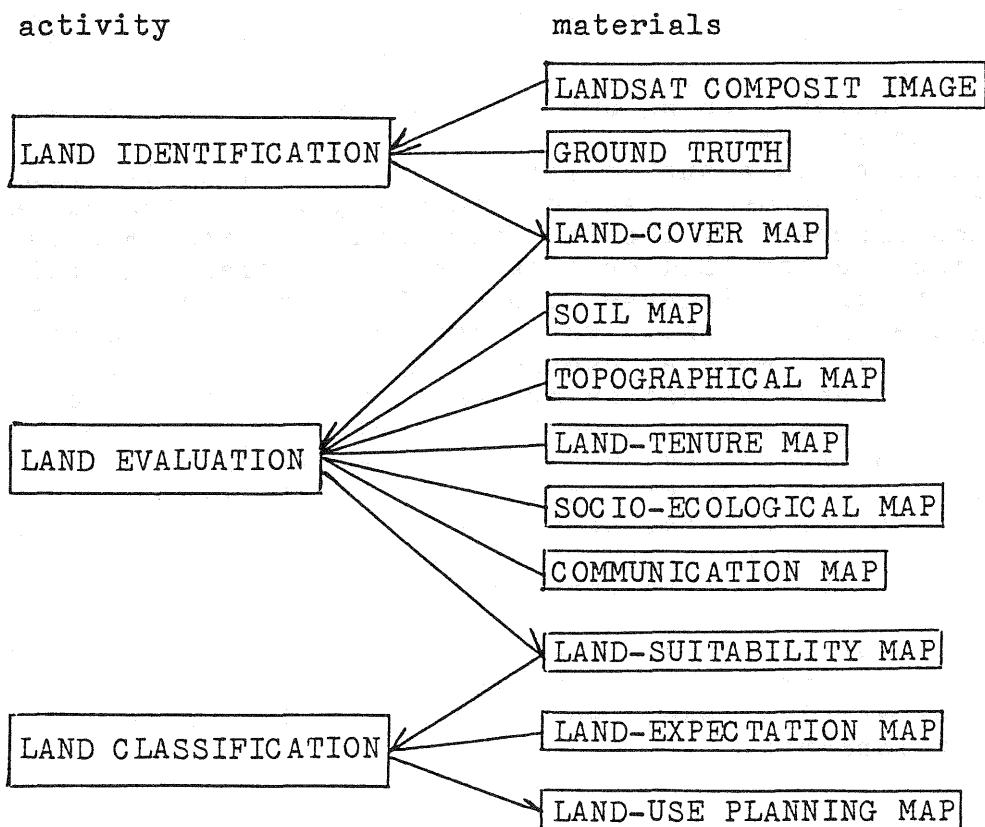 activity
materials
LANDSAT COMPOSIT IMAGE
LAND IDENTIFICATION
GROUND TRUTH
LAND-COVER MAP
SOIL MAP
TOPOGRAPHICAL MAP
LAND-TENURE MAP
LAND EVALUATION
SOCIO-ECOLOGICAL MAP
COMMUNICATION MAP
LAND-SUITABILITY MAP
LAND-EXPECTATION MAP
LAND CLASSIFICATION
LAND-USE PLANNING MAP